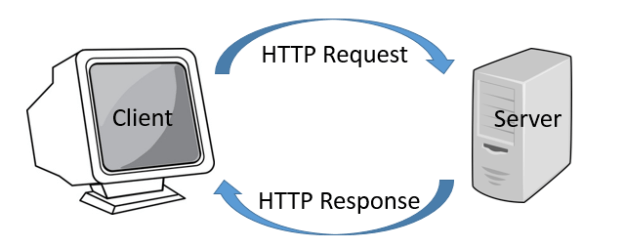 HTTP Request
Client
Server
HTTP Response